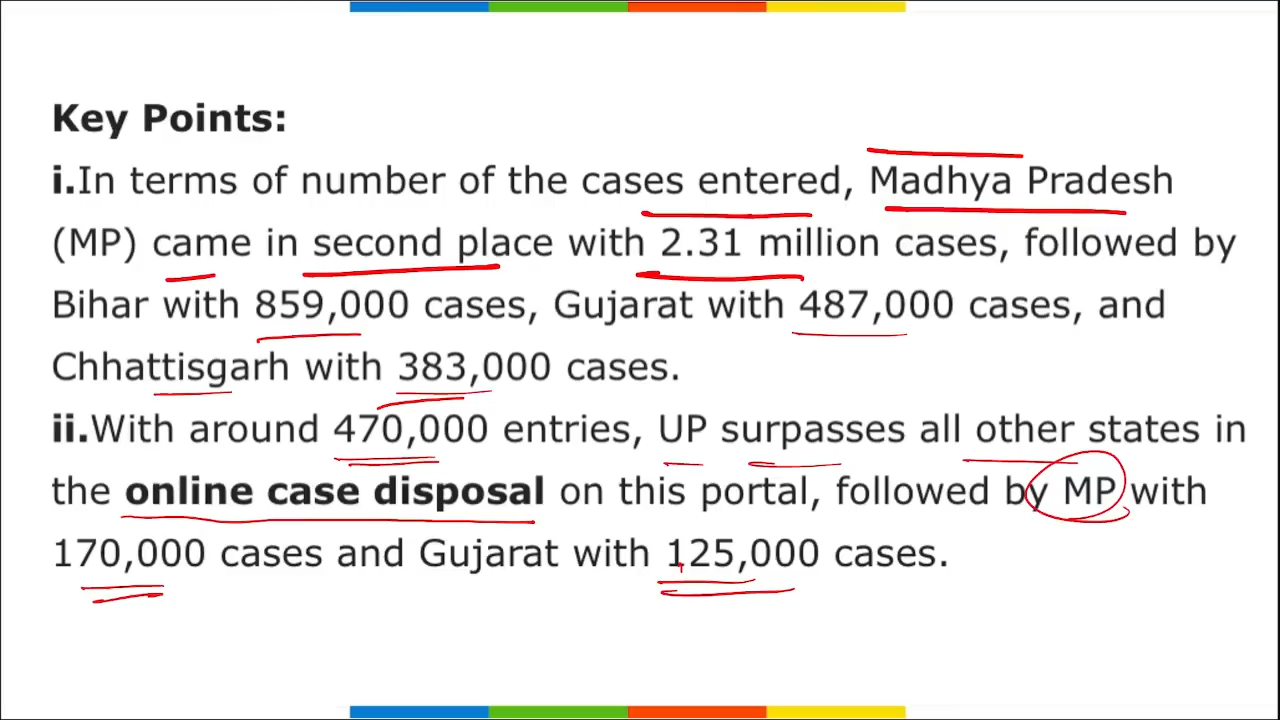 Key Points:
i.In terms of number of the cases entered, Madhya Pradesh
(MP) came in second place with 2.31 million cases, followed by
Bihar with 859,000 cases, Gujarat with 487,000 cases, and
Chhattisgarh with 383,000 cases.
ii.With around 470,000 entries, UP surpasses all other states in
the online case disposal on this portal, followed by MP with
170,000 cases and Gujarat with 125,000 cases.